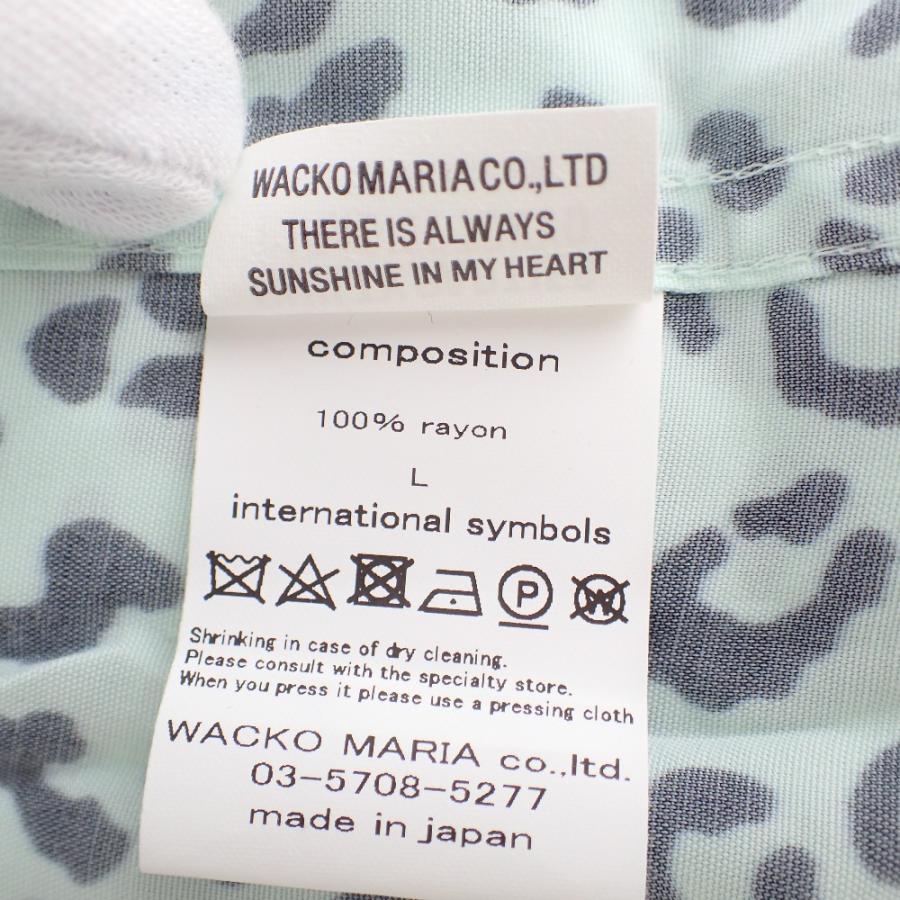 WACKO MARIA CO.,LTD
THERE IS ALWAYS
SUNSHINE IN MY HEART
composition
100% rayon
L
international symbols
P W
Shrinking in case of dry cleaning.
Please consult with the specialty store.
When you press it please use a pressing cloth
WACKO MARIA co.,ltd.
03-5708-5277
made in japan